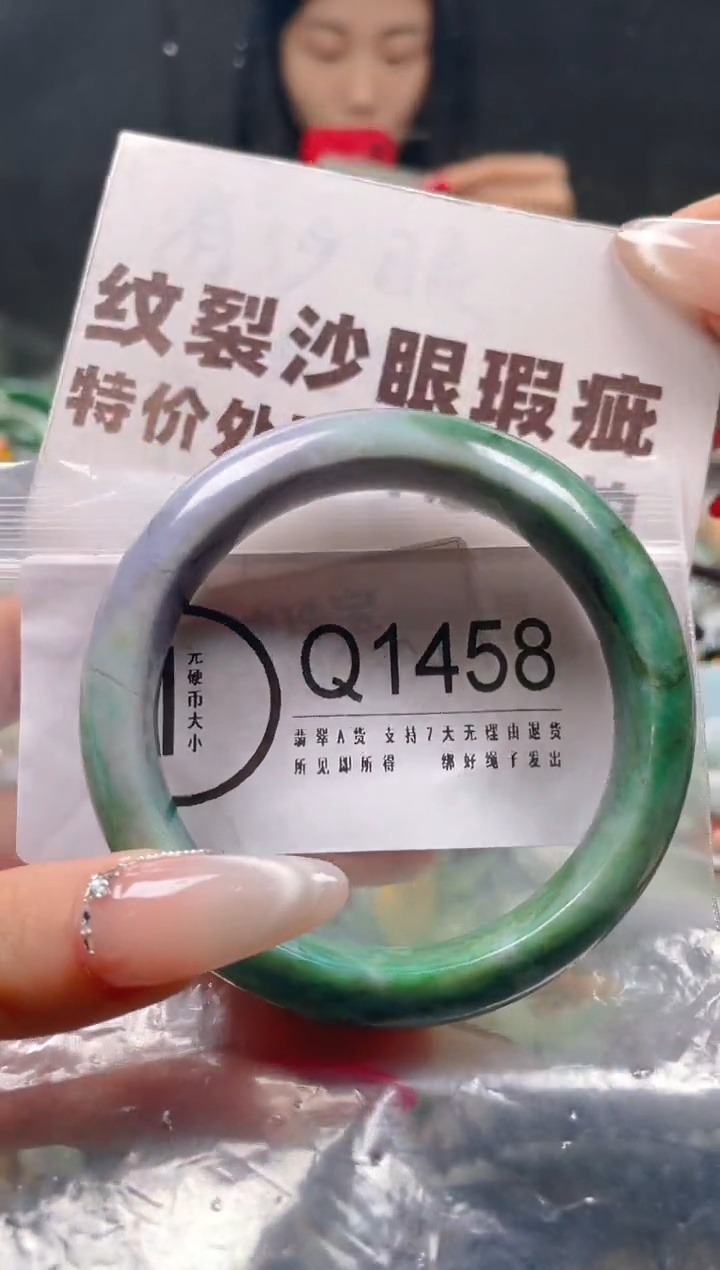 纹裂沙眼瑕疵
特价处
元硬币大小
Q1458
翡翠A货 支持7天无理由退货
所见即所得 绑好绳子发出